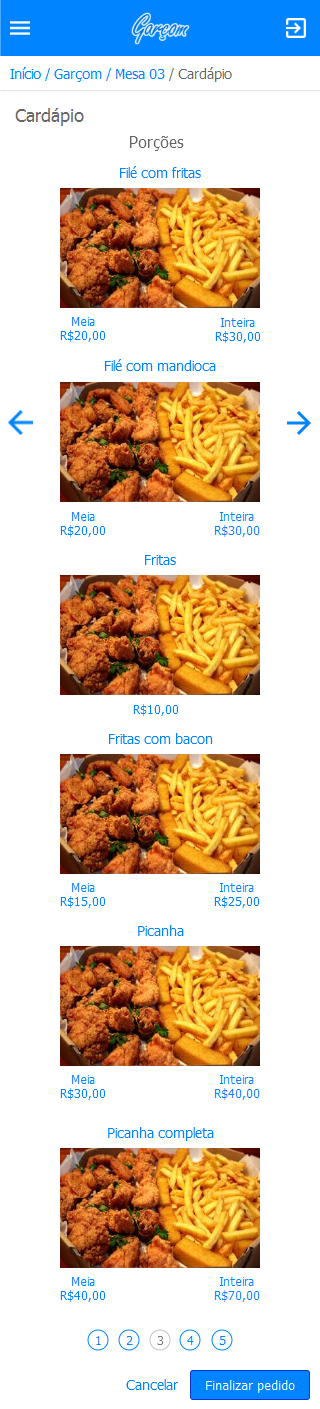 Garçom
Início / Garçom / Mesa 03 / Cardápio
Cardápio
Porções
Filé com fritas
Meia Inteira
R$20,00 R$30,00
Filé com mandioca
Meia Inteira
R$20,00 R$30,00
Fritas
R$10,00
Fritas com bacon
Meia Inteira
R$15,00 R$25,00
Picanha
Meia Inteira
R$30,00 R$40,00
Picanha completa
Meia Inteira
R$40,00 R$70,00
1 2 3 4 5
Cancelar Finalizar pedido